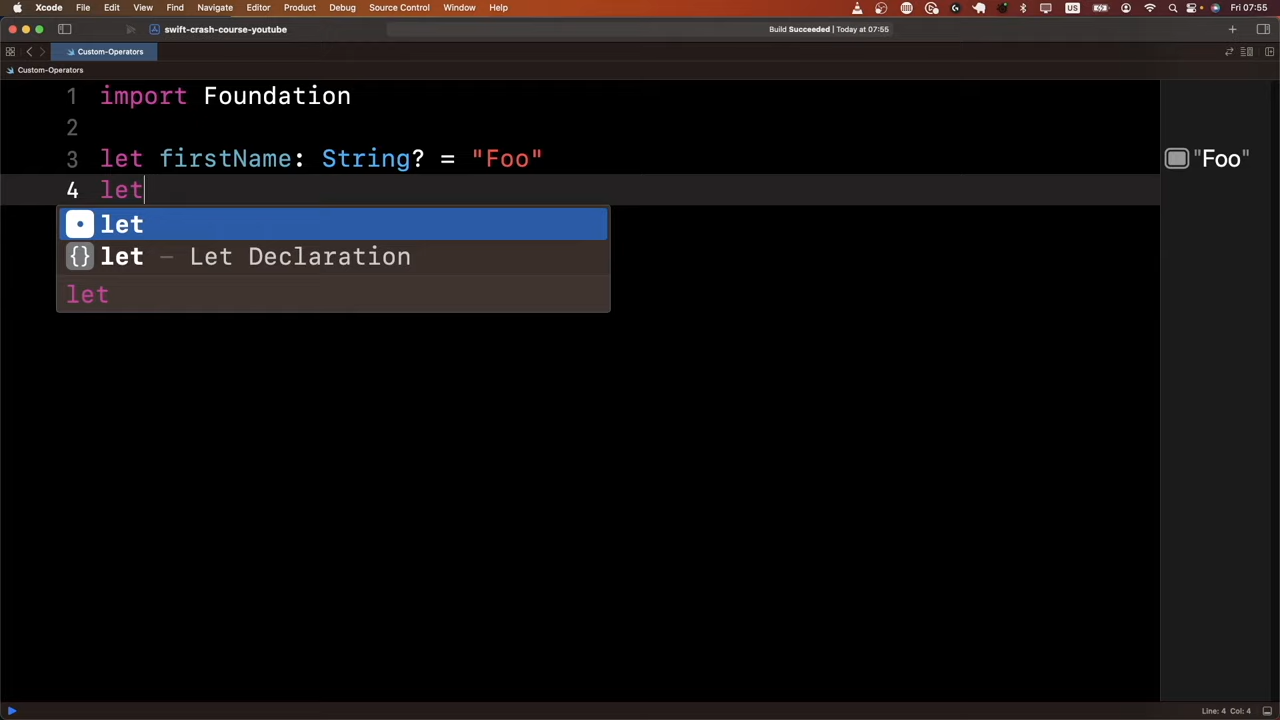 Xcode File Edit View Find Navigate Editor Product Debug Source Control Window Help US Fri 07:55
swift-crash-course-youtube Build Succeeded | Today at 07:55
Custom-Operators
Custom-Operators
1 import Foundation
2
3 let firstName: String? = "Foo" "Foo"
4 let
let
{} let – Let Declaration
let
Line: 4 Col: 4